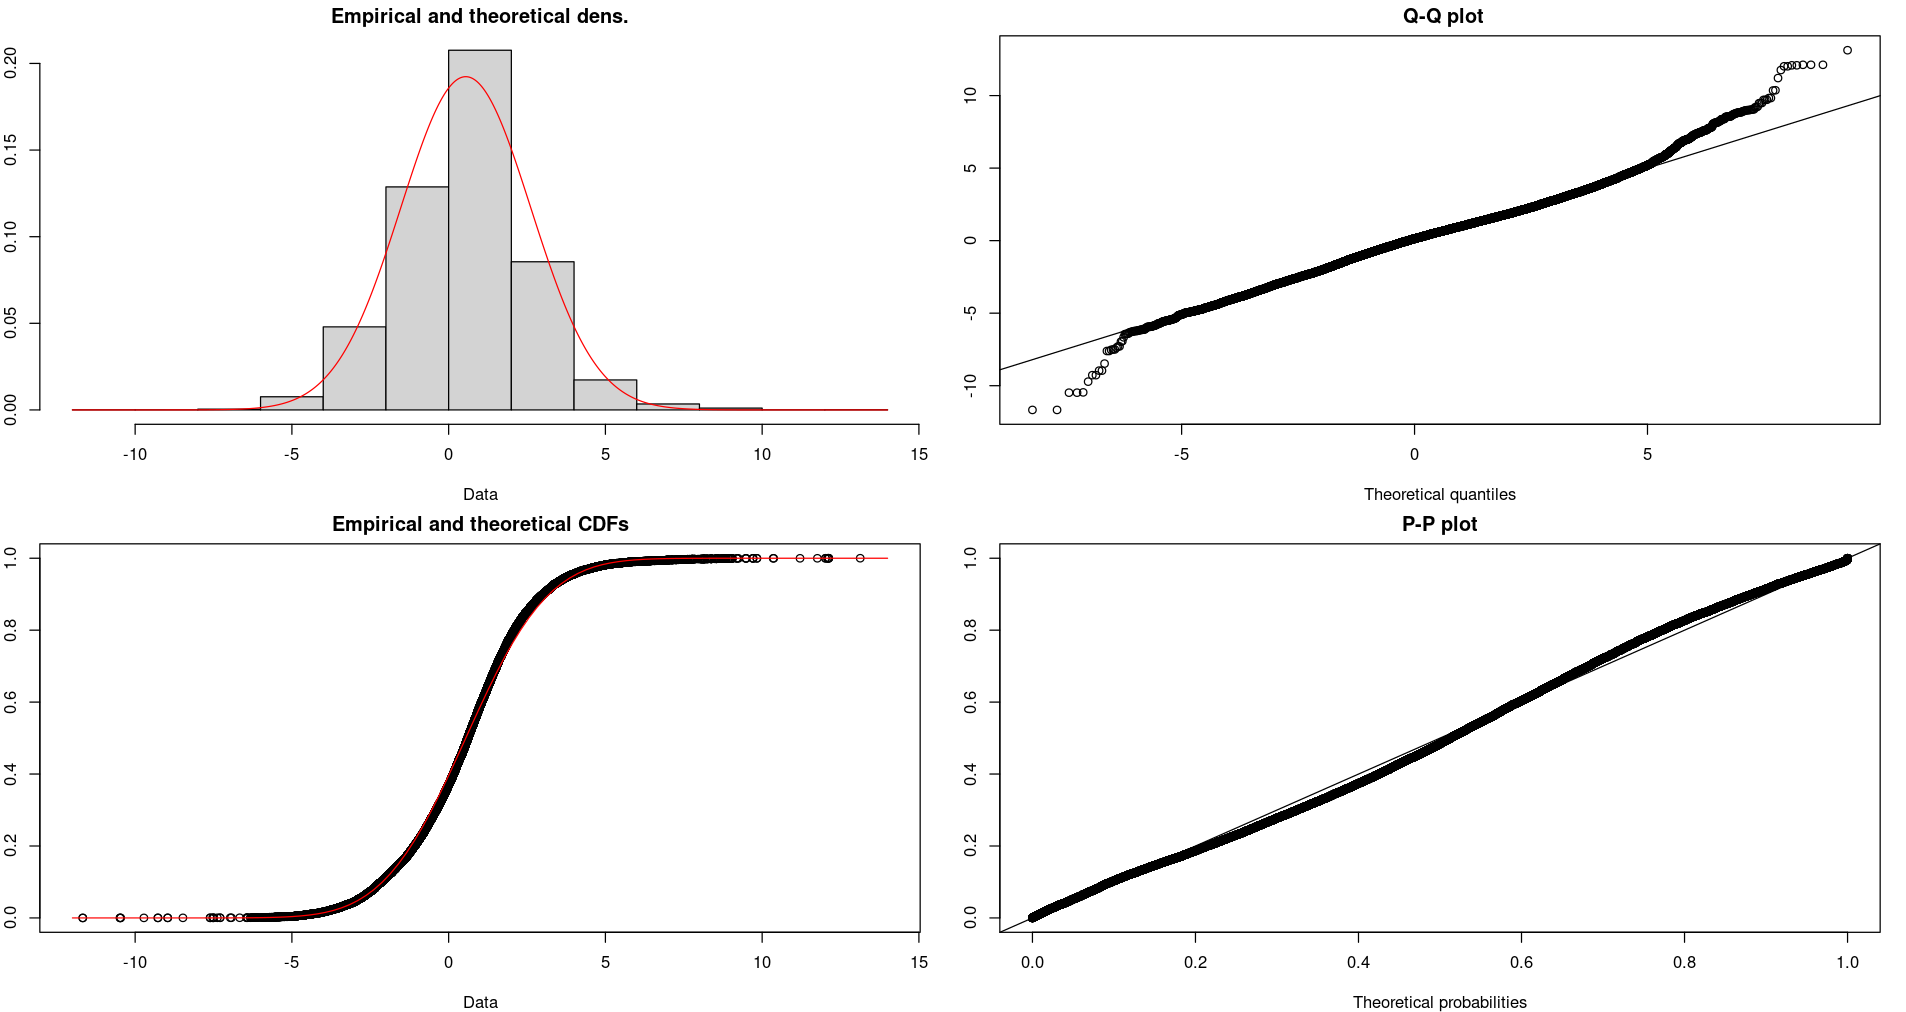 Empirical and theoretical dens.
0.00 0.05 0.10 0.15 0.20
-10 -5 0 5 10 15
Data
Q-Q plot
-10 -5 0 5 10
-5 0 5
Theoretical quantiles
Empirical and theoretical CDFs
0.0 0.2 0.4 0.6 0.8 1.0
-10 -5 0 5 10 15
Data
P-P plot
0.0 0.2 0.4 0.6 0.8 1.0
0.0 0.2 0.4 0.6 0.8 1.0
Theoretical probabilities